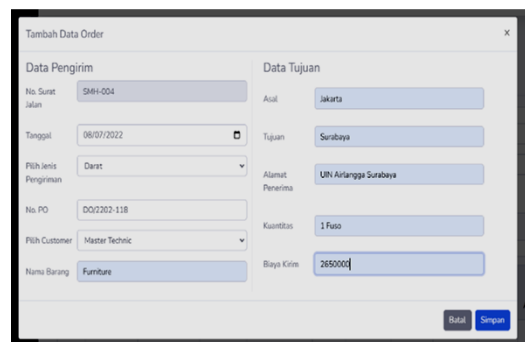 Tambah Data Order
x
Data Pengirim
No. Surat
Jalan
SMH-004
Tanggal
08/07/2022
Pilih Jenis
Pengiriman
Darat
No. PO
DO/2202-118
Pilih Customer
Master Technic
Nama Barang
Furniture
Data Tujuan
Asal
Jakarta
Tujuan
Surabaya
Alamat
Penerima
UIN Airlangga Surabaya
Kuantitas
1 Fuso
Biaya Kirim
2650000
Batal
Simpan